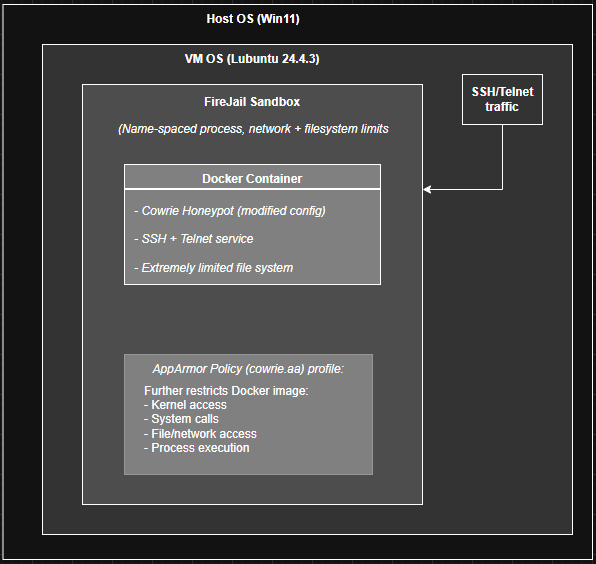 Host OS (Win11)
VM OS (Lubuntu 24.4.3)
FireJail Sandbox
(Name-spaced process, network + filesystem limits
SSH/Telnet
traffic
Docker Container
- Cowrie Honeypot (modified config)
- SSH + Telnet service
- Extremely limited file system
AppArmor Policy (cowrie.aa) profile:
Further restricts Docker image:
- Kernel access
- System calls
- File/network access
- Process execution